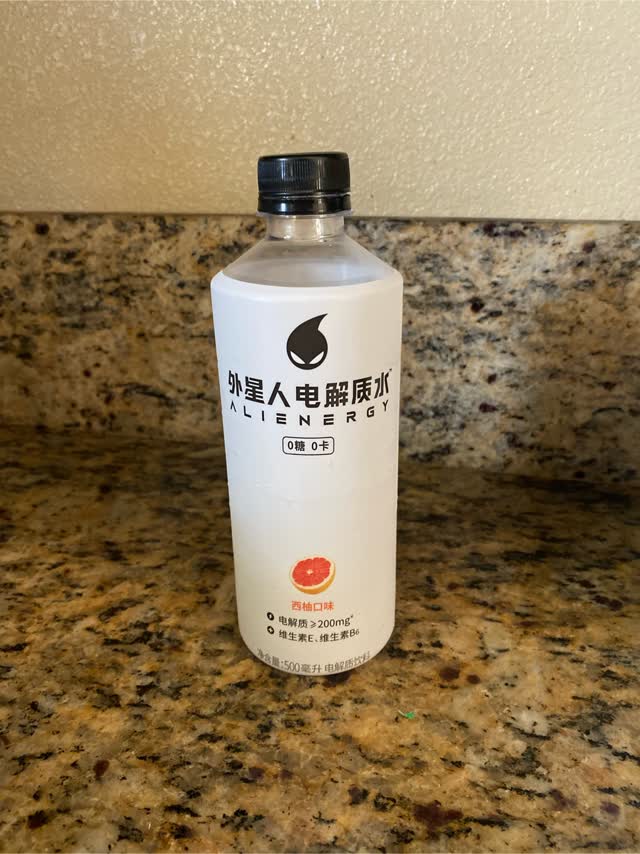 外星人电解质水
ALIENERGY
0糖 0卡
西柚口味
电解质≥200mg*
维生素E、维生素B₆
净含量:500毫升 电解质饮料